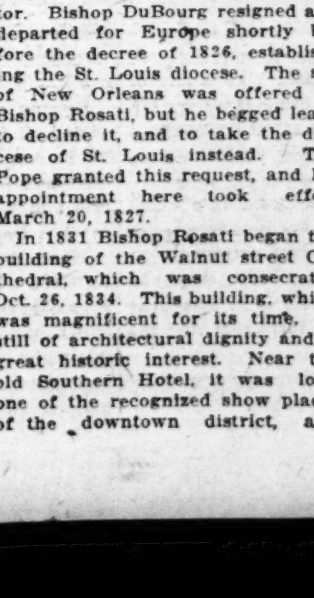 tor. Bishop DuBourg resigned a
departed for Europe shortly b
fore the decree of 1826, establis
ing the St. Louis diocese. The s
of New Orleans was offered
Bishop Rosati, but he begged lea
to decline it, and to take the d
cese of St. Louis instead. T
Pope granted this request, and h
appointment here took effe
March 20, 1827.
In 1831 Bishop Rosati began t
building of the Walnut street C
thedral, which was consecrat
Oct. 26, 1834. This building, whi
was magnificent for its time,
still of architectural dignity and
great historic interest. Near t
old Southern Hotel, it was lo
one of the recognized show plac
of the downtown district, a